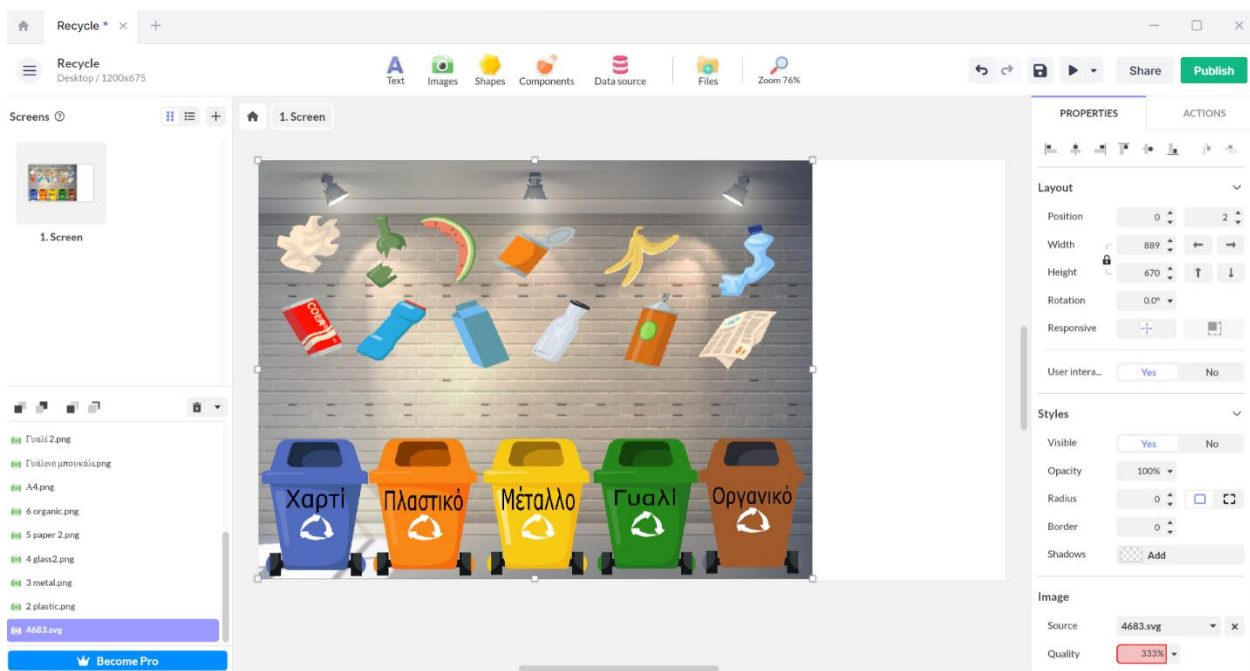 Recycle *
Recycle
Desktop / 1200x675
Text
Images
Shapes
Components
Data source
Files
Zoom 76%
Share
Publish
Screens
1. Screen
PROPERTIES
ACTIONS
1. Screen
Layout
Position
0
2
Width
889
Height
670
Rotation
0.0°
Responsive
User intera...
Yes
No
Styles
Visible
Yes
No
Opacity
100%
Radius
0
Border
0
Shadows
Add
Image
Source
4683.svg
Quality
333%
COLA
Χαρτί
Πλαστικό
Μέταλλο
Γυαλί
Οργανικό
Γυαλί 2.png
Γυάλινο μπουκάλι.png
A4.png
6 organic.png
5 paper 2.png
4 glass2.png
3 metal.png
2 plastic.png
4683.svg
Become Pro